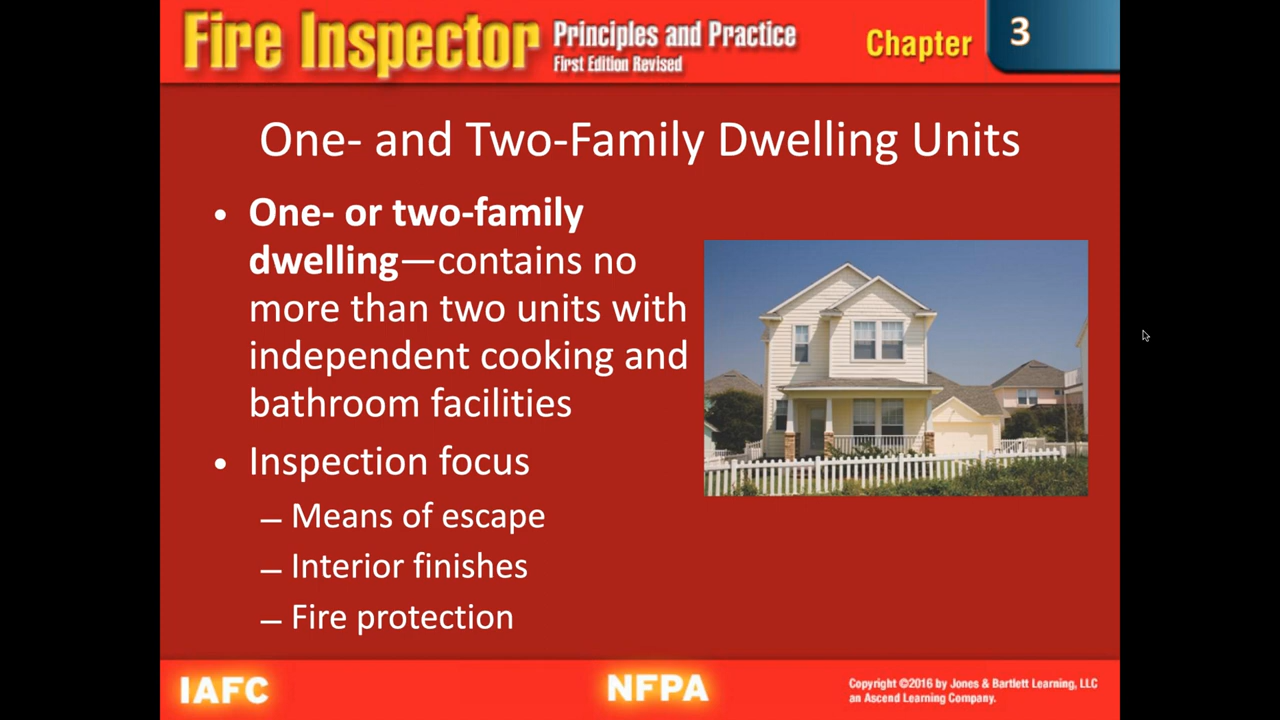 Fire Inspector
Principles and Practice
First Edition Revised
Chapter
3
One- and Two-Family Dwelling Units
• One- or two-family
dwelling—contains no
more than two units with
independent cooking and
bathroom facilities
• Inspection focus
– Means of escape
– Interior finishes
– Fire protection
IAFC
NFPA
Copyright ©2016 by Jones & Bartlett Learning, LLC
an Ascend Learning Company.